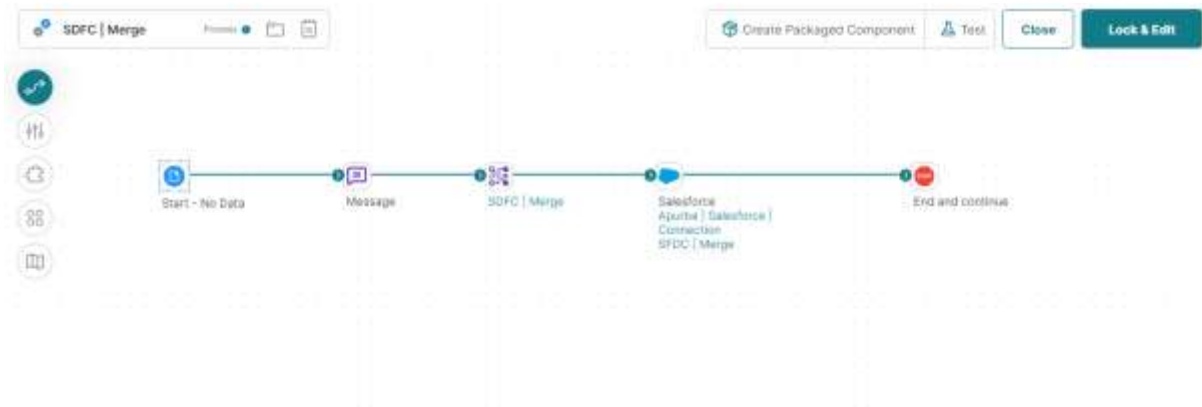 SDFC | Merge
Process
Create Packaged Component
Test
Close
Lock & Edit
Start - No Data
Message
SDFC | Merge
Salesforce
Apurba | Salesforce |
Connection
SFDC | Merge
End and continue